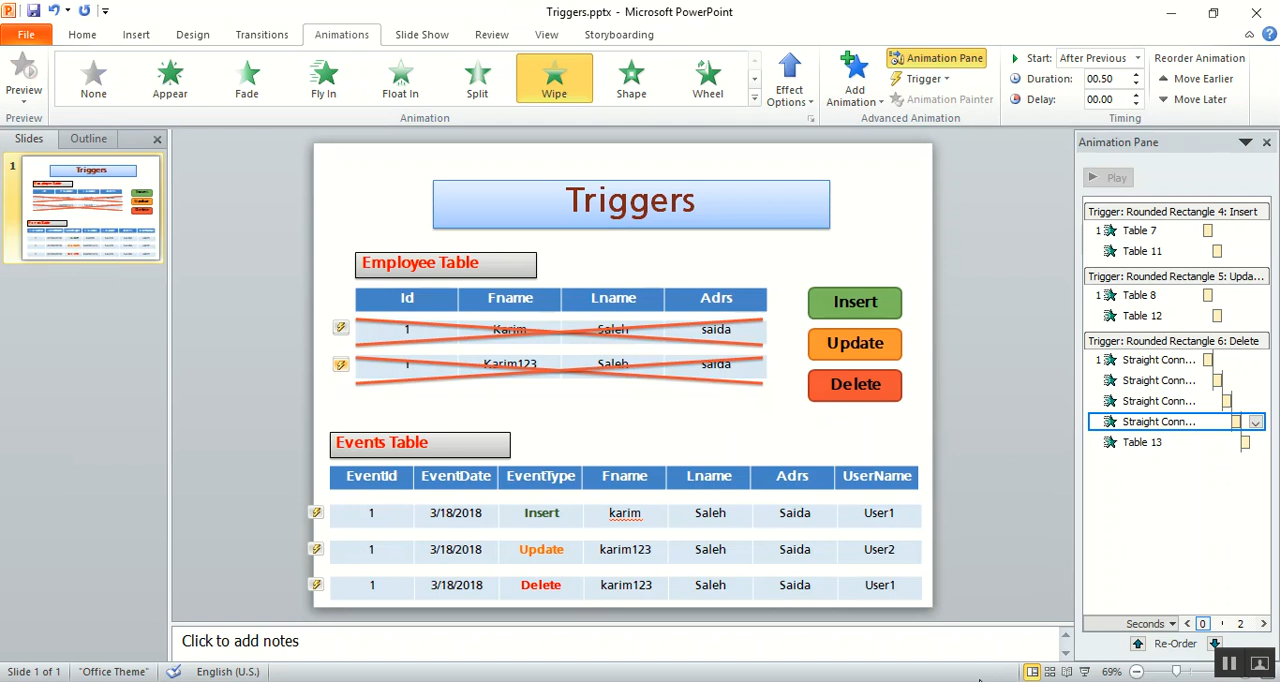 Triggers.pptx - Microsoft PowerPoint
File Home Insert Design Transitions Animations Slide Show Review View Storyboarding
Preview None Appear Fade Fly In Float In Split Wipe Shape Wheel Effect Options Add Animation Animation Pane Trigger Animation Painter Start: After Previous Duration: 00.50 Delay: 00.00 Reorder Animation Move Earlier Move Later
Preview Animation Advanced Animation Timing
Slides Outline
1
Triggers
Employee Table
Id Fname Lname Adrs
1 Karim Saleh saida
1 Karim123 Saleh saida
Insert
Update
Delete
Events Table
EventId EventDate EventType Fname Lname Adrs UserName
1 3/18/2018 Insert karim Saleh Saida User1
1 3/18/2018 Update karim123 Saleh Saida User2
1 3/18/2018 Delete karim123 Saleh Saida User1
Click to add notes
Animation Pane
Play
Trigger: Rounded Rectangle 4: Insert
1 Table 7
Table 11
Trigger: Rounded Rectangle 5: Upda...
1 Table 8
Table 12
Trigger: Rounded Rectangle 6: Delete
1 Straight Conn...
Straight Conn...
Straight Conn...
Straight Conn...
Table 13
Seconds 0 2
Re-Order
Slide 1 of 1 "Office Theme" English (U.S.) 69%